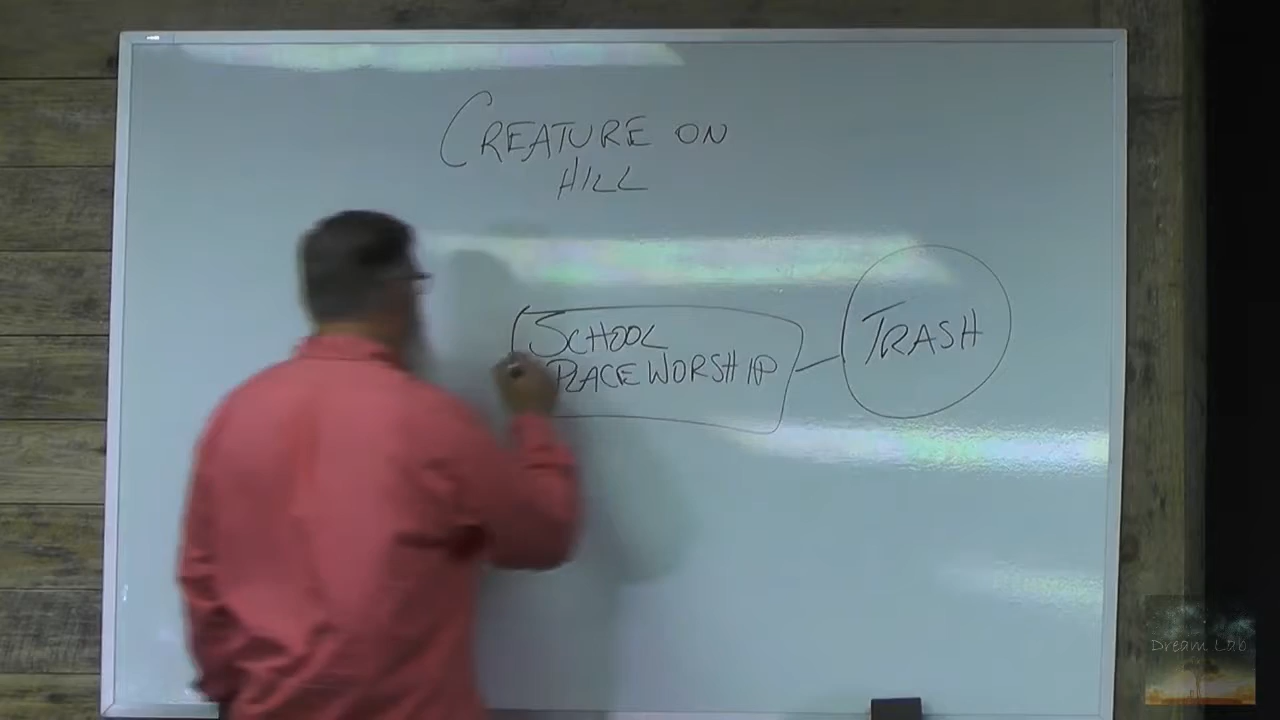 CREATURE ON
HILL
SCHOOL
PLACE WORSHIP
TRASH
Dream Lab